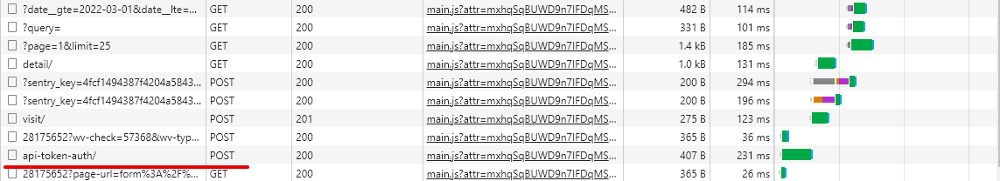 ?date__gte=2022-03-01&date__lte=... GET 200 main.js?attr=mxhqSqBUWD9n7IFDqMS... 482 B 114 ms
?query= GET 200 main.js?attr=mxhqSqBUWD9n7IFDqMS... 331 B 101 ms
?page=1&limit=25 GET 200 main.js?attr=mxhqSqBUWD9n7IFDqMS... 1.4 kB 185 ms
detail/ GET 200 main.js?attr=mxhqSqBUWD9n7IFDqMS... 1.0 kB 131 ms
?sentry_key=4fcf1494387f4204a5843... POST 200 main.js?attr=mxhqSqBUWD9n7IFDqMS... 200 B 294 ms
?sentry_key=4fcf1494387f4204a5843... POST 200 main.js?attr=mxhqSqBUWD9n7IFDqMS... 200 B 196 ms
visit/ POST 201 main.js?attr=mxhqSqBUWD9n7IFDqMS... 275 B 123 ms
28175652?wv-check=57368&wv-typ... POST 200 main.js?attr=mxhqSqBUWD9n7IFDqMS... 365 B 36 ms
api-token-auth/ POST 200 main.js?attr=mxhqSqBUWD9n7IFDqMS... 407 B 231 ms
28175652?page-url=form%3A%2F%... GET 200 main.js?attr=mxhqSqBUWD9n7IFDqMS... 365 B 26 ms